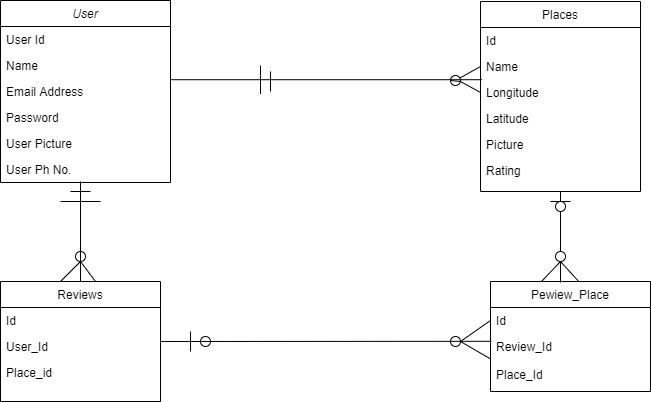 User
User Id
Name
Email Address
Password
User Picture
User Ph No.
Places
Id
Name
Longitude
Latitude
Picture
Rating
Reviews
Id
User_Id
Place_id
Pewiew_Place
Id
Review_Id
Place_Id